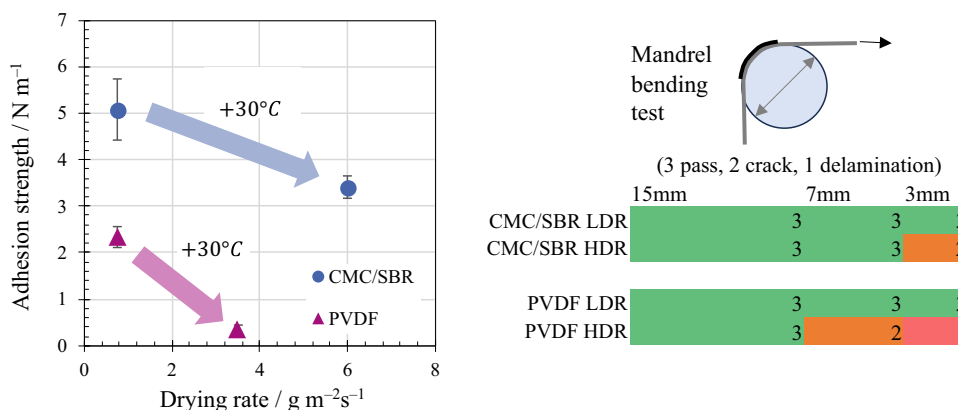 7
6
5
4
3
2
1
0
Adhesion strength / N m⁻¹
+30°C
+30°C
CMC/SBR
PVDF
0 2 4 6 8
Drying rate / g m⁻²s⁻¹
Mandrel
bending
test
(3 pass, 2 crack, 1 delamination)
15mm 7mm 3mm
CMC/SBR LDR 3 3
CMC/SBR HDR 3 3
PVDF LDR 3 3
PVDF HDR 3 2